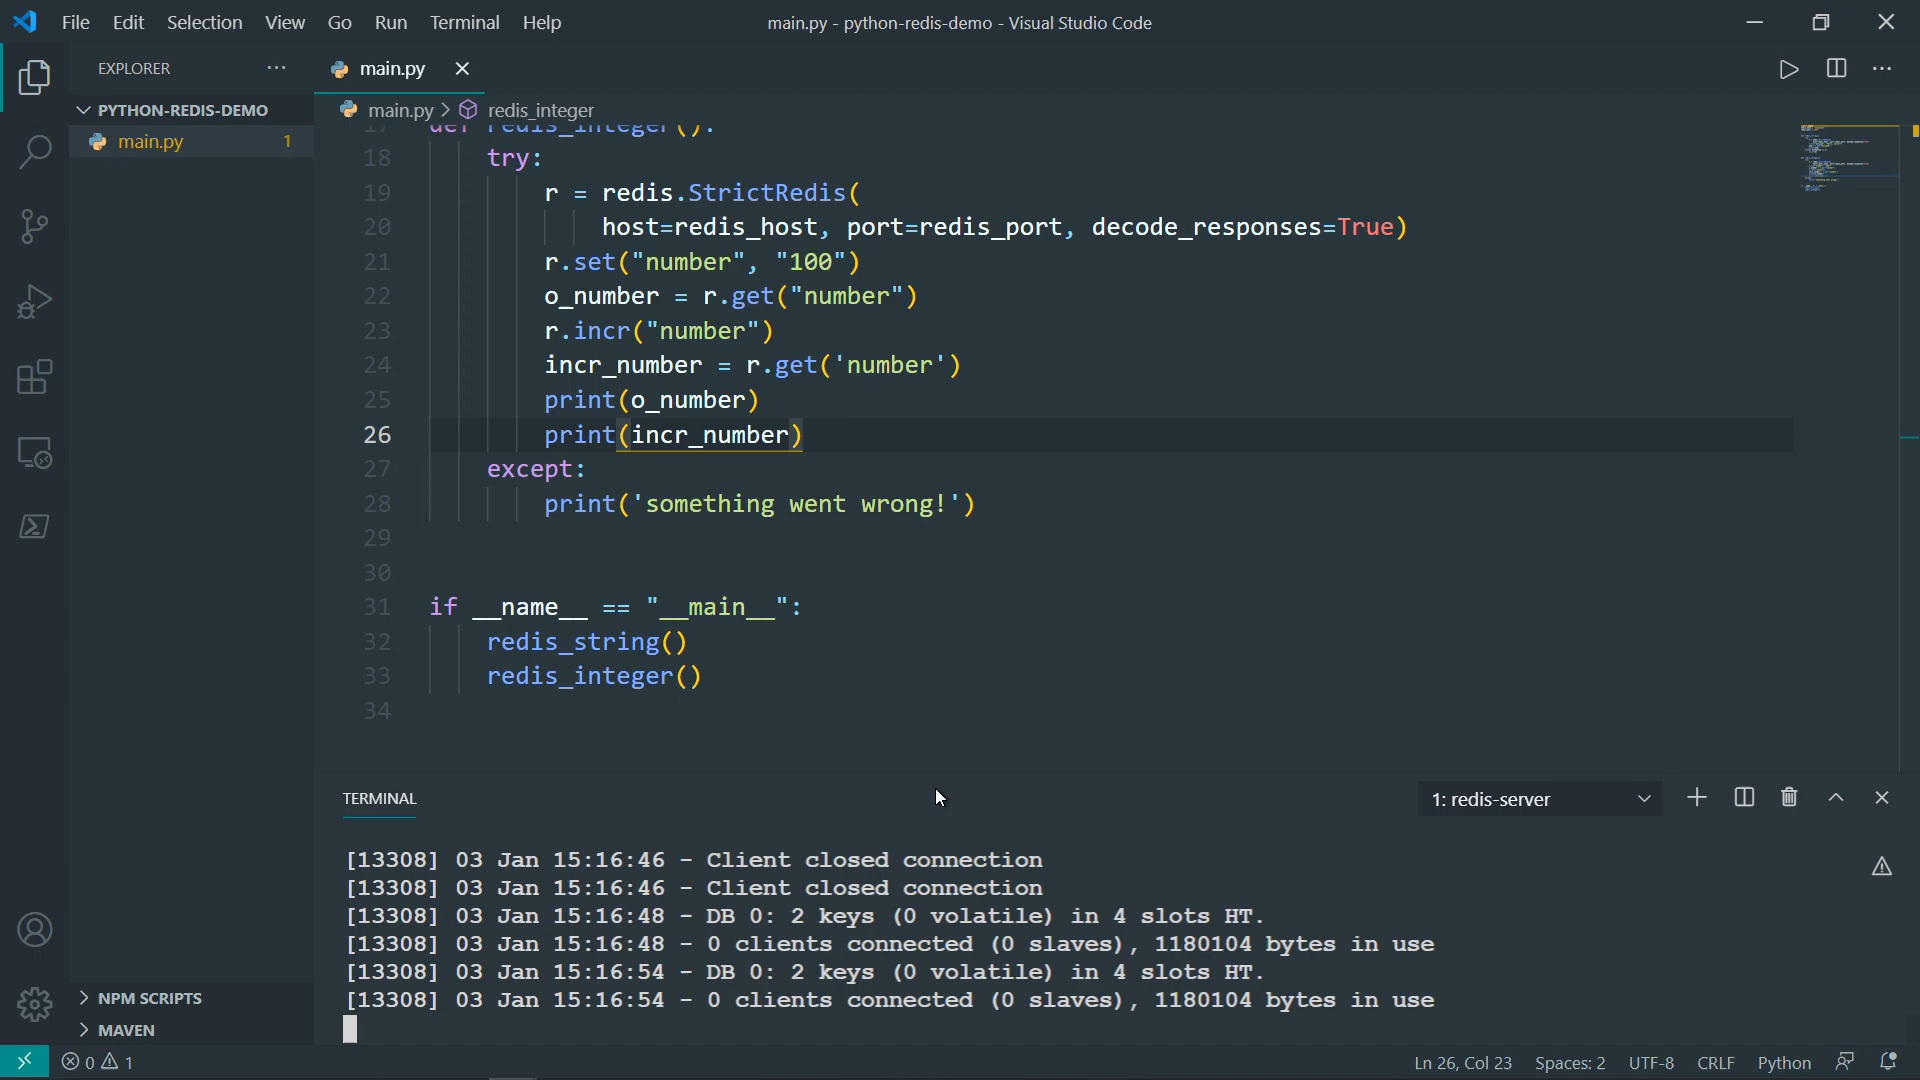 File Edit Selection View Go Run Terminal Help
main.py - python-redis-demo - Visual Studio Code
EXPLORER
main.py
PYTHON-REDIS-DEMO
main.py > redis_integer
main.py 1
17 def redis_integer():
18 try:
19 r = redis.StrictRedis(
20 host=redis_host, port=redis_port, decode_responses=True)
21 r.set("number", "100")
22 o_number = r.get("number")
23 r.incr("number")
24 incr_number = r.get('number')
25 print(o_number)
26 print(incr_number)
27 except:
28 print('something went wrong!')
29
30
31 if __name__ == "__main__":
32 redis_string()
33 redis_integer()
34
TERMINAL
1: redis-server
[13308] 03 Jan 15:16:46 - Client closed connection
[13308] 03 Jan 15:16:46 - Client closed connection
[13308] 03 Jan 15:16:48 - DB 0: 2 keys (0 volatile) in 4 slots HT.
[13308] 03 Jan 15:16:48 - 0 clients connected (0 slaves), 1180104 bytes in use
[13308] 03 Jan 15:16:54 - DB 0: 2 keys (0 volatile) in 4 slots HT.
[13308] 03 Jan 15:16:54 - 0 clients connected (0 slaves), 1180104 bytes in use
NPM SCRIPTS
MAVEN
0 1
Ln 26, Col 23 Spaces: 2 UTF-8 CRLF Python